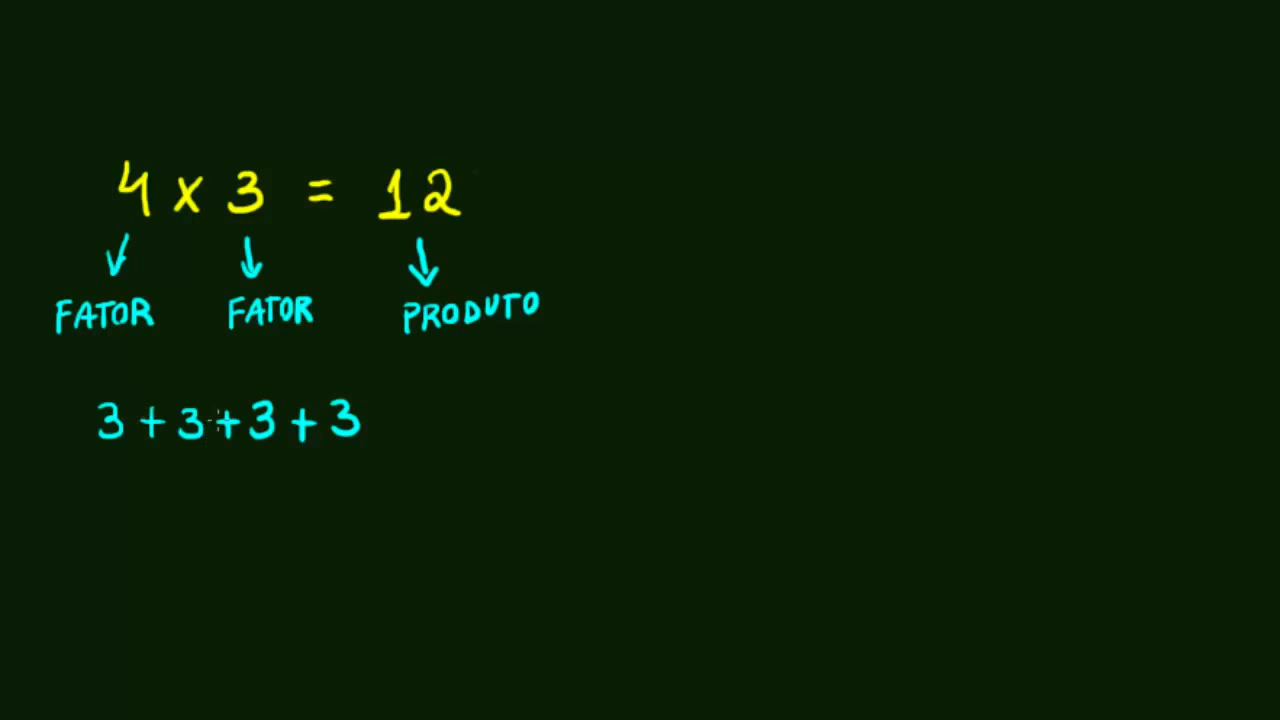 4 x 3 = 12
FATOR FATOR PRODUTO
3 + 3 + 3 + 3